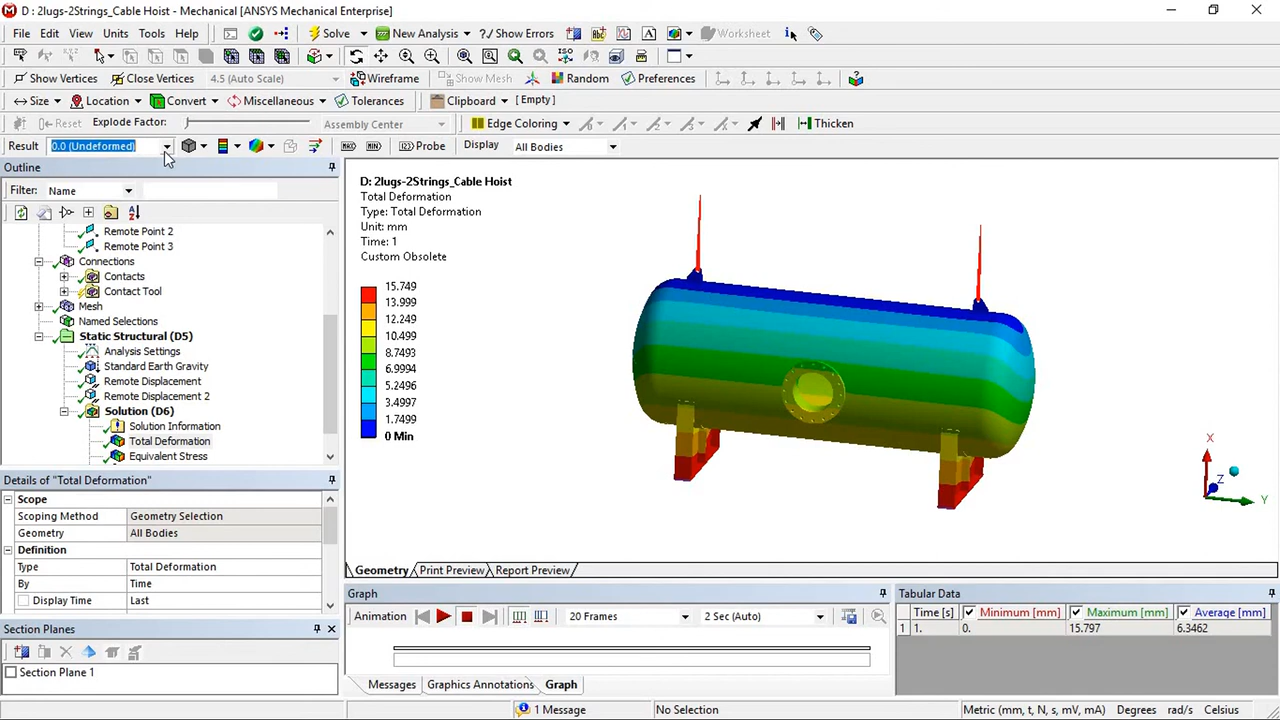 D : 2lugs-2Strings_Cable Hoist - Mechanical [ANSYS Mechanical Enterprise]
File Edit View Units Tools Help Solve New Analysis ?/ Show Errors Worksheet
Show Vertices Close Vertices 4.5 (Auto Scale) Wireframe Show Mesh Random Preferences
Size Location Convert Miscellaneous Tolerances Clipboard [ Empty ]
Reset Explode Factor: Assembly Center Edge Coloring Thicken
Result 0.0 (Undeformed) Probe Display All Bodies
Outline
Filter: Name
Remote Point 2
Remote Point 3
Connections
Contacts
Contact Tool
Mesh
Named Selections
Static Structural (D5)
Analysis Settings
Standard Earth Gravity
Remote Displacement
Remote Displacement 2
Solution (D6)
Solution Information
Total Deformation
Equivalent Stress
Details of "Total Deformation"
Scope
Scoping Method Geometry Selection
Geometry All Bodies
Definition
Type Total Deformation
By Time
Display Time Last
Section Planes
Section Plane 1
D: 2lugs-2Strings_Cable Hoist
Total Deformation
Type: Total Deformation
Unit: mm
Time: 1
Custom Obsolete
15.749
13.999
12.249
10.499
8.7493
6.9994
5.2496
3.4997
1.7499
0 Min
X
Z
Y
Geometry Print Preview Report Preview
Graph
Animation 20 Frames 2 Sec (Auto)
Messages Graphics Annotations Graph
Tabular Data
Time [s] Minimum [mm] Maximum [mm] Average [mm]
1 1. 0. 15.797 6.3462
1 Message No Selection Metric (mm, t, N, s, mV, mA) Degrees rad/s Celsius